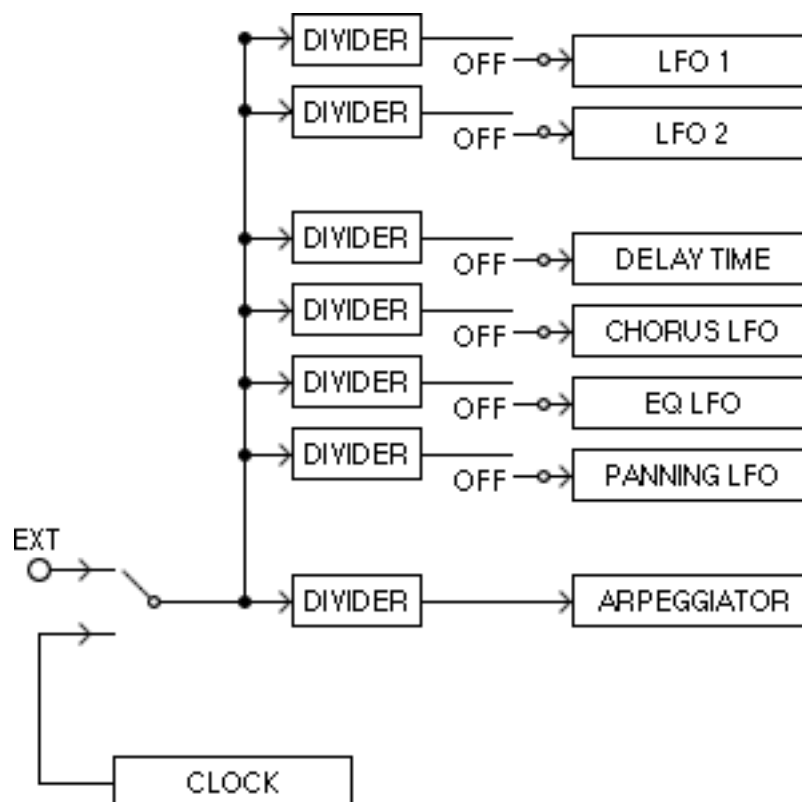 DIVIDER
OFF
LFO 1
DIVIDER
OFF
LFO 2
DIVIDER
OFF
DELAY TIME
DIVIDER
OFF
CHORUS LFO
DIVIDER
OFF
EQ LFO
DIVIDER
OFF
PANNING LFO
EXT
DIVIDER
ARPEGGIATOR
CLOCK